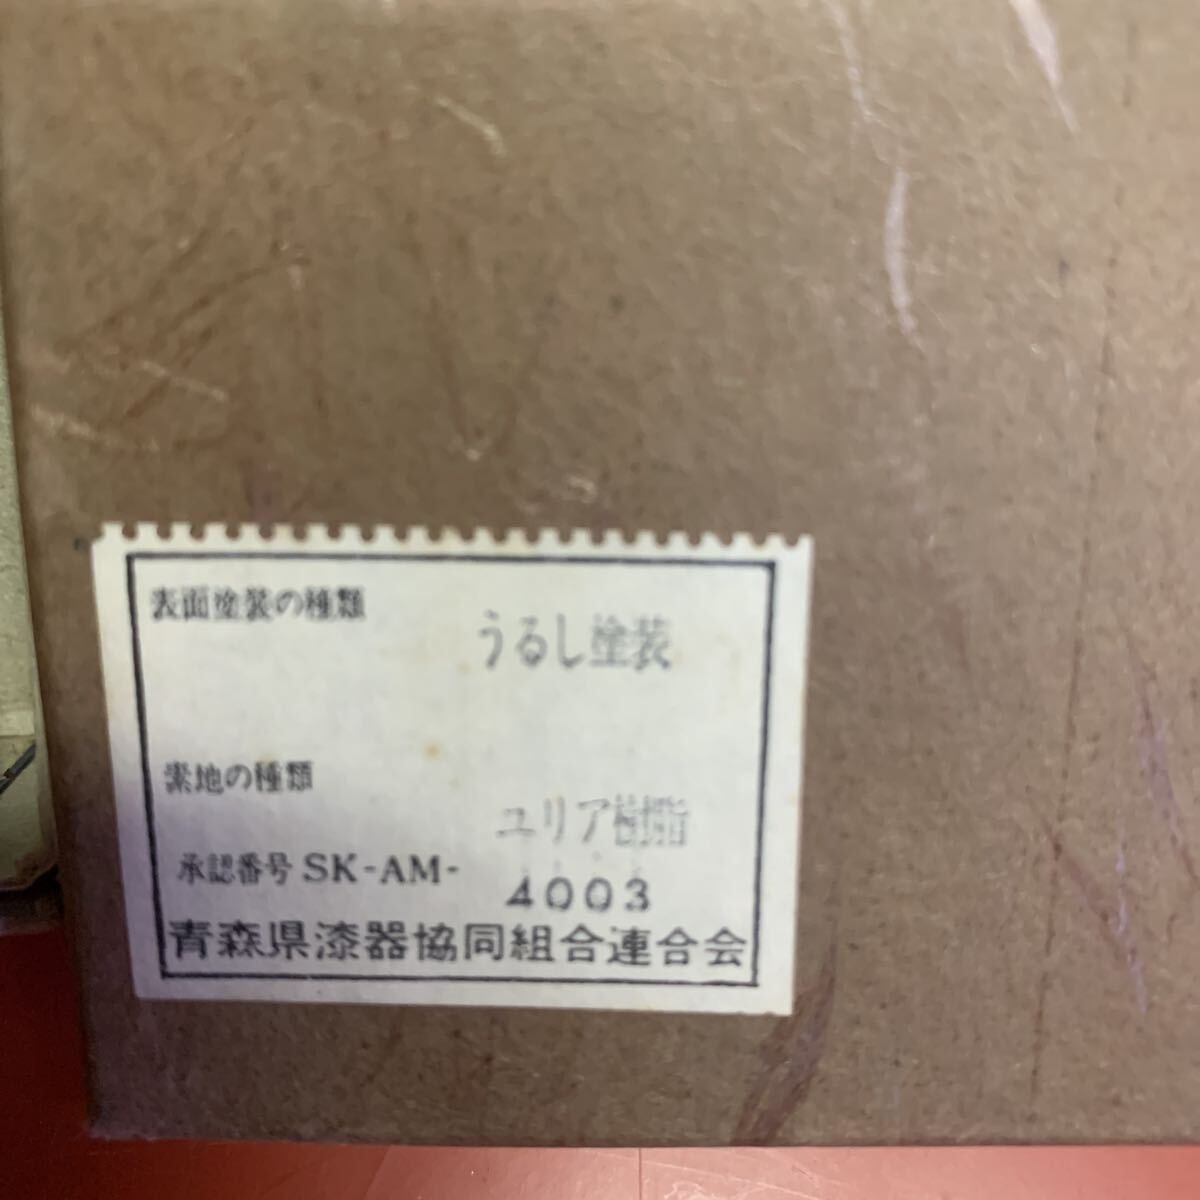 表面塗装の種類
うるし塗装
素地の種類
ユリア樹脂
承認番号 SK-AM-
4003
青森県漆器協同組合連合会